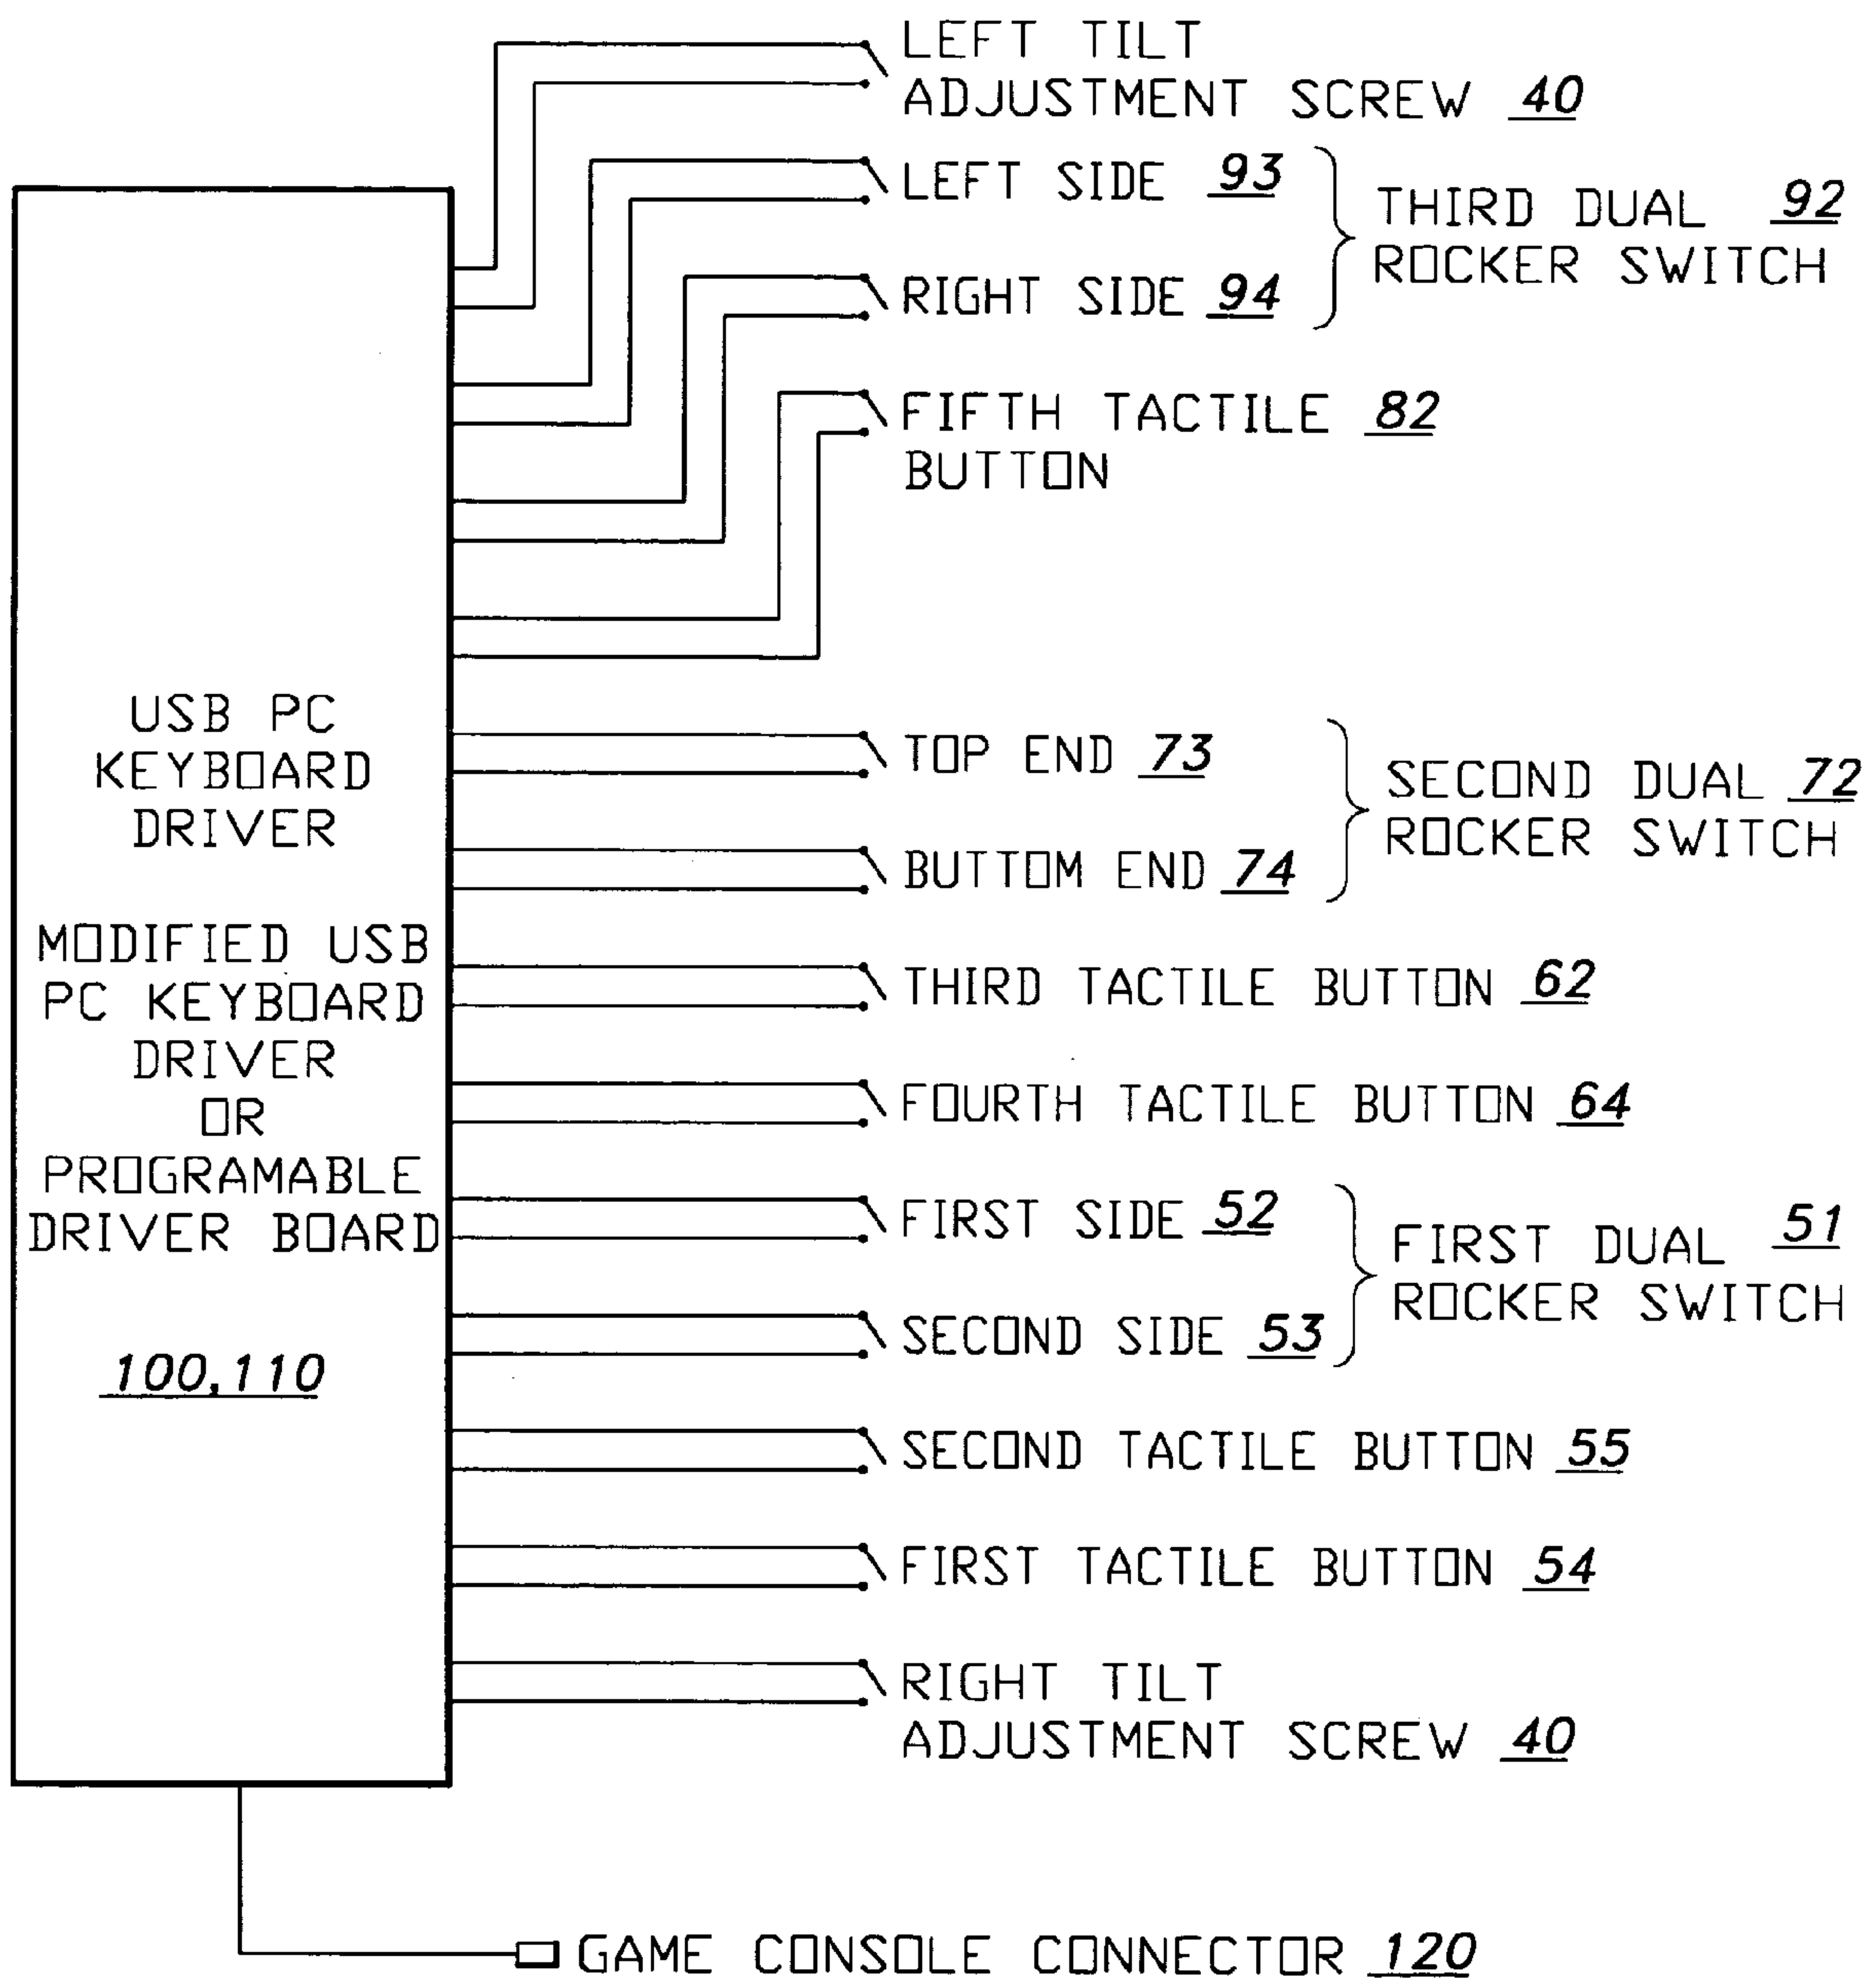 LEFT TILT
ADJUSTMENT SCREW 40
LEFT SIDE 93
RIGHT SIDE 94
THIRD DUAL 92
ROCKER SWITCH
FIFTH TACTILE 82
BUTTON
USB PC
KEYBOARD
DRIVER
MODIFIED USB
PC KEYBOARD
DRIVER
OR
PROGRAMABLE
DRIVER BOARD
100,110
TOP END 73
BUTTOM END 74
SECOND DUAL 72
ROCKER SWITCH
THIRD TACTILE BUTTON 62
FOURTH TACTILE BUTTON 64
FIRST SIDE 52
SECOND SIDE 53
FIRST DUAL 51
ROCKER SWITCH
SECOND TACTILE BUTTON 55
FIRST TACTILE BUTTON 54
RIGHT TILT
ADJUSTMENT SCREW 40
GAME CONSOLE CONNECTOR 120